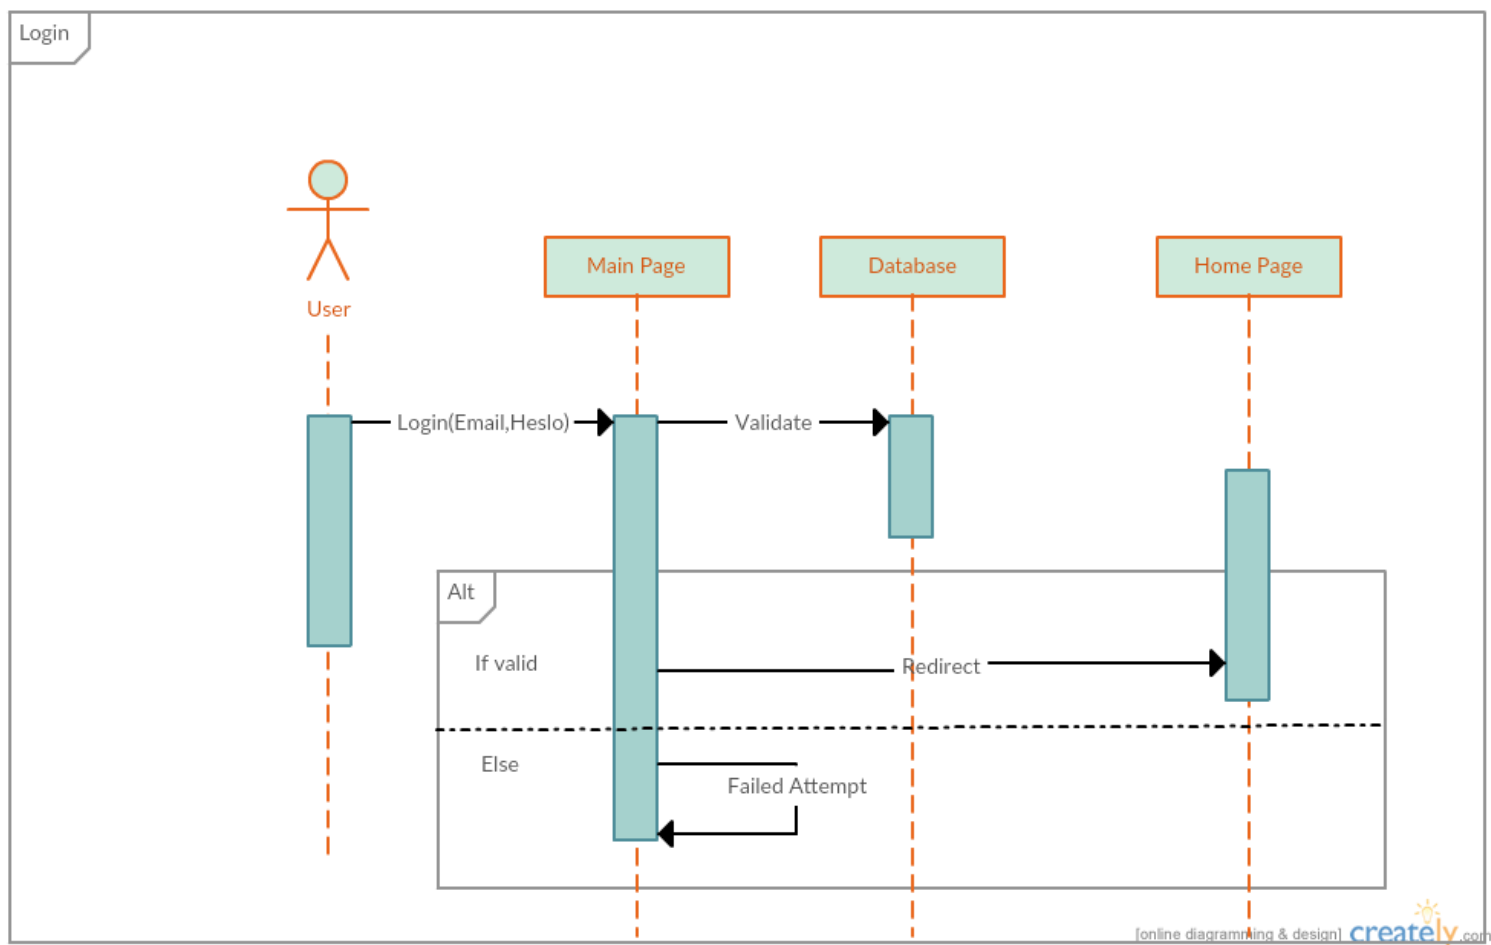 Login
User
Main Page
Database
Home Page
Login(Email,Heslo)
Validate
Alt
If valid
Redirect
Else
Failed Attempt
[online diagramming & design] creately.com